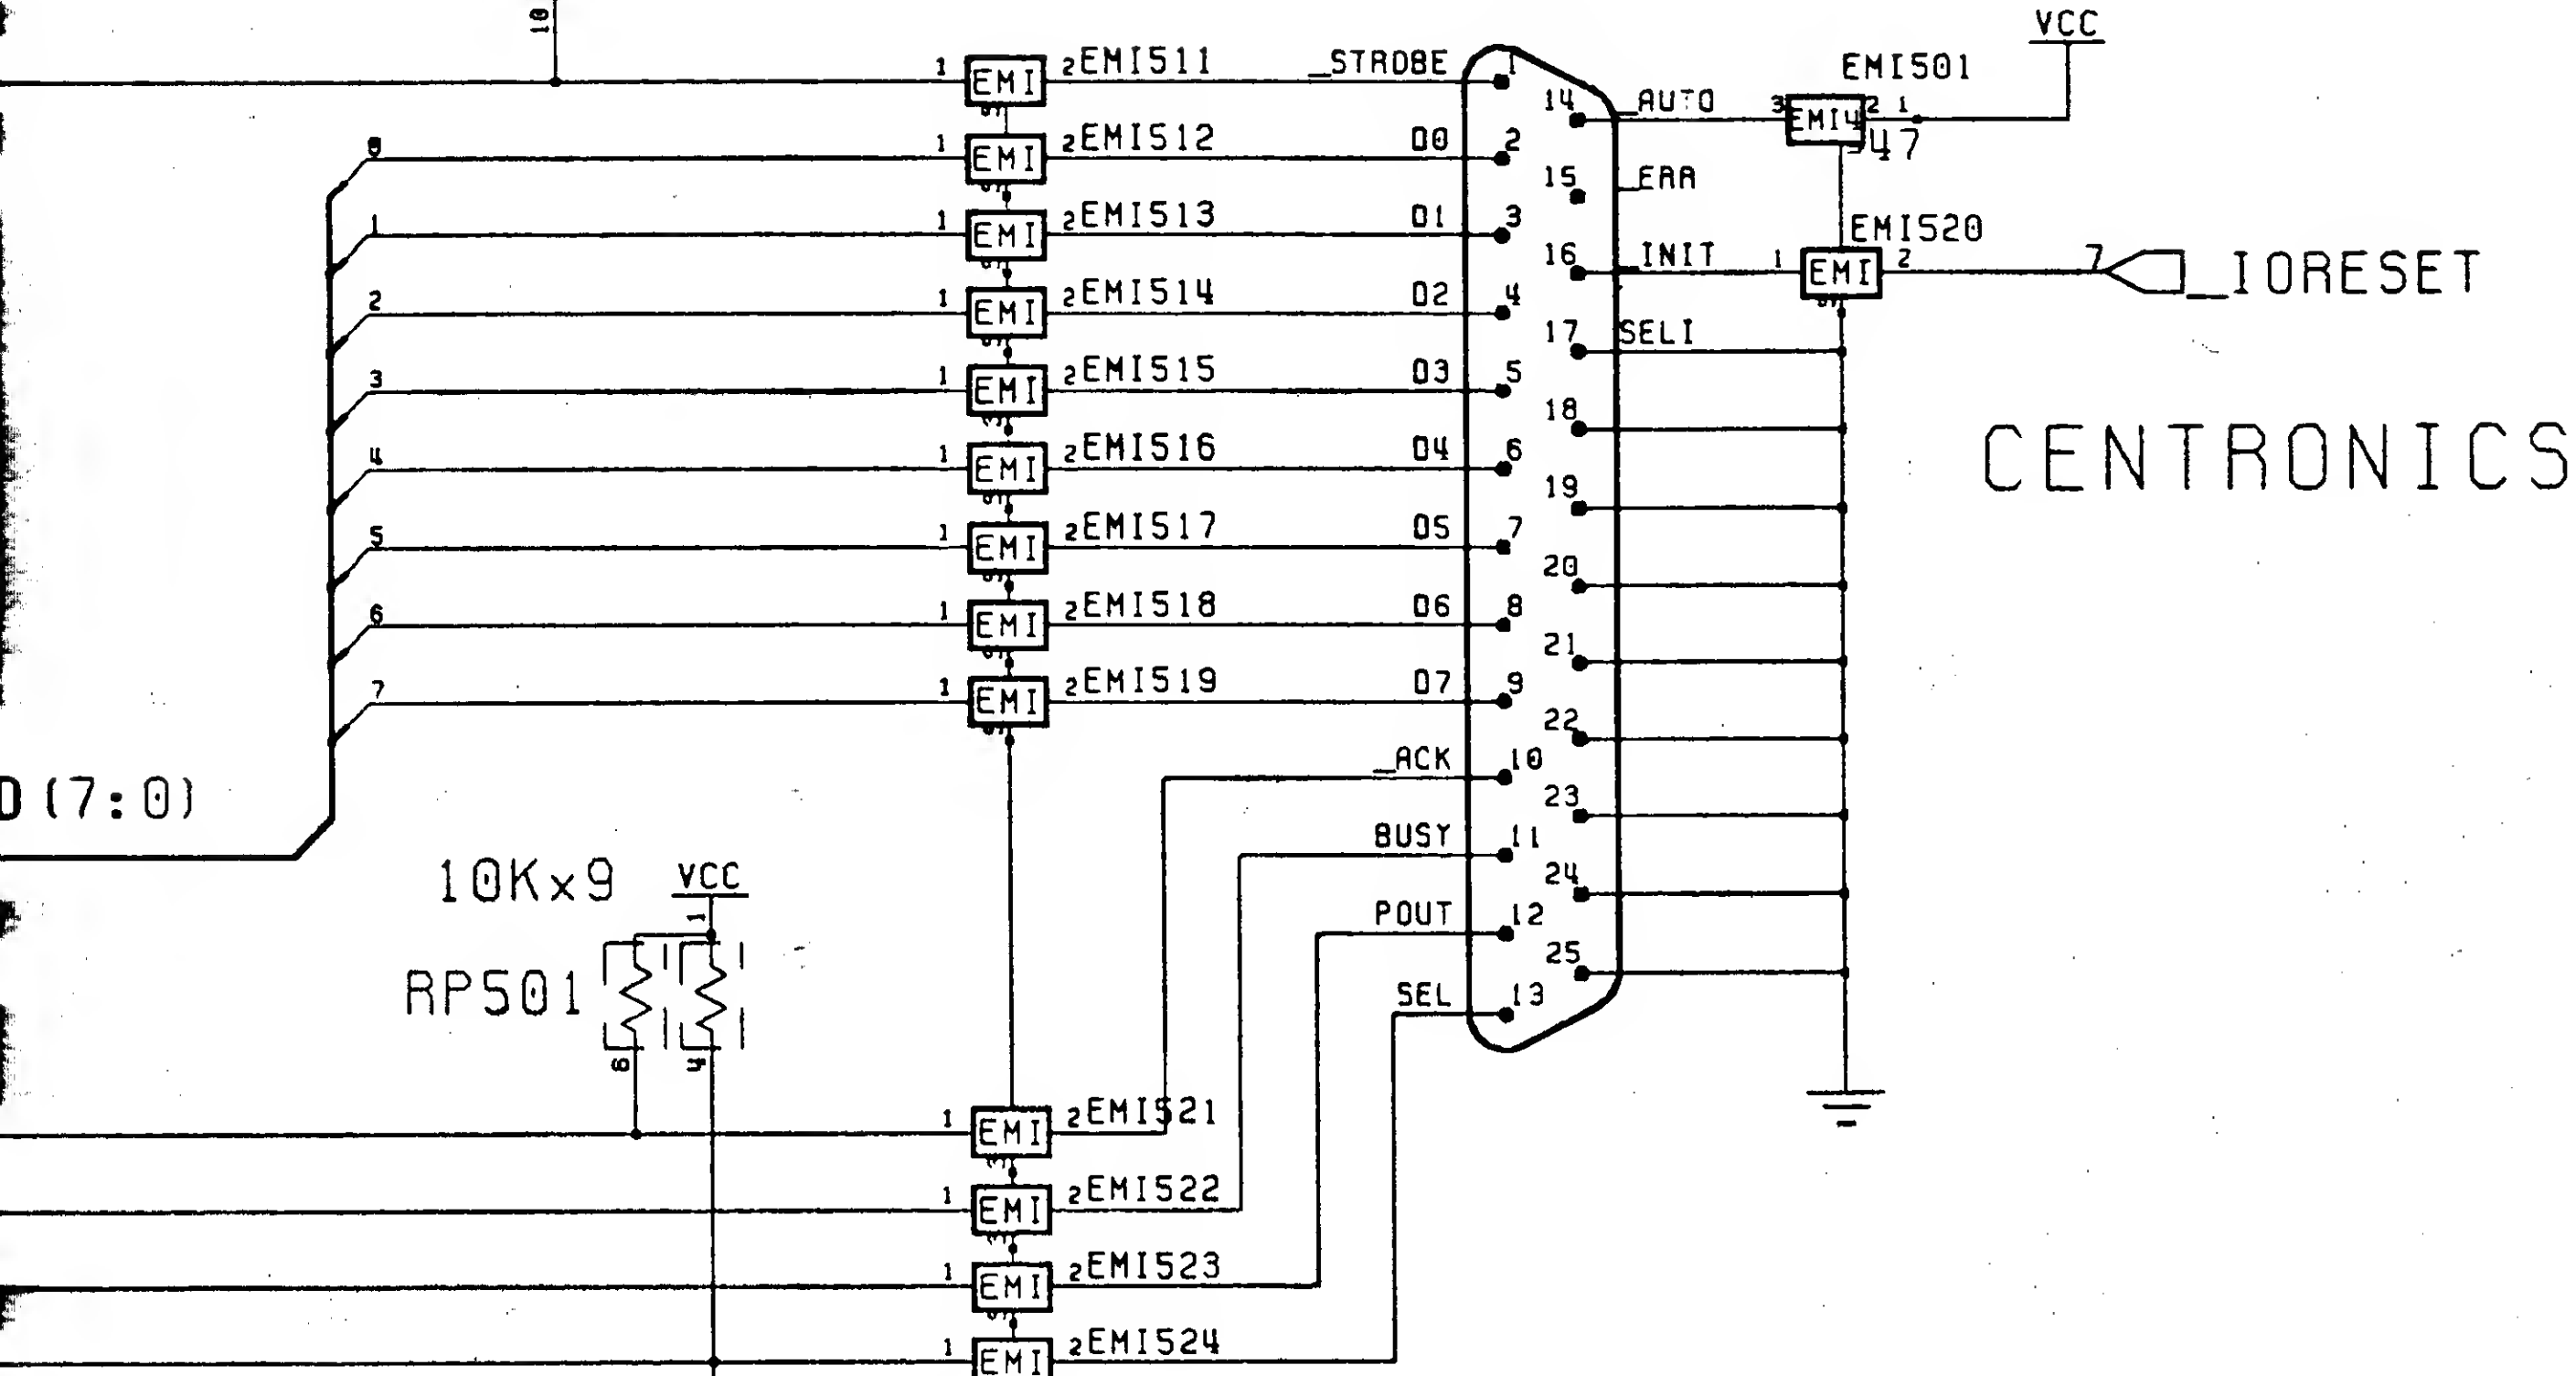 10
VCC
1 EMI 2 EMI511 _STROBE 1
EMI501
14 _AUTO 3 EMI4 2 1
47
0 1 EMI 2 EMI512 D0 2
15 _ERR
1 1 EMI 2 EMI513 D1 3
EMI520
16 _INIT 1 EMI 2 7 _IORESET
2 1 EMI 2 EMI514 D2 4
17 SELI
3 1 EMI 2 EMI515 D3 5
18
CENTRONICS
4 1 EMI 2 EMI516 D4 6
19
5 1 EMI 2 EMI517 D5 7
20
6 1 EMI 2 EMI518 D6 8
21
7 1 EMI 2 EMI519 D7 9
22
_ACK 10
D(7:0)
23
BUSY 11
10Kx9 VCC
24
1
POUT 12
25
RP501
SEL 13
4
1 EMI 2 EMI521
3
1 EMI 2 EMI522
3
1 EMI 2 EMI523
3
1 EMI 2 EMI524